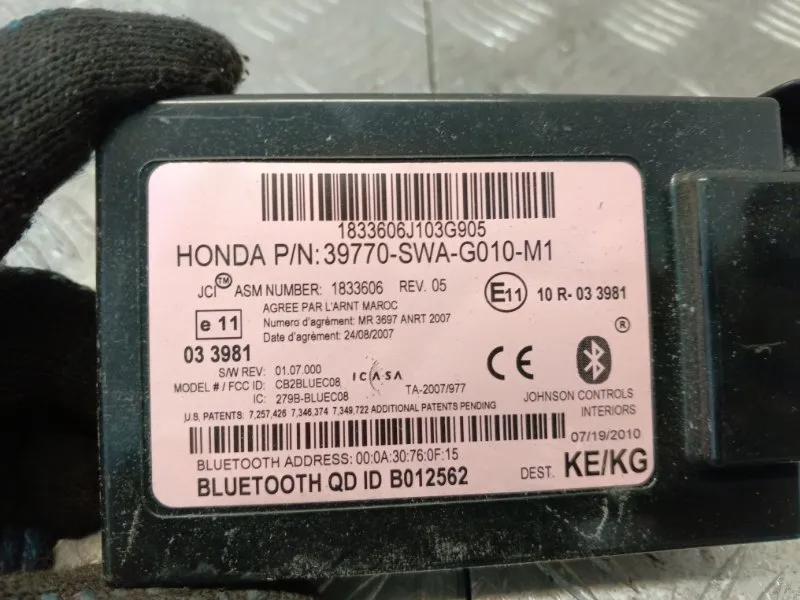 1833606J103G905
HONDA P/N: 39770-SWA-G010-M1
JCI™ ASM NUMBER: 1833606 REV. 05
E11 10 R- 03 3981
AGREE PAR L'ARNT MAROC
Numero d'agrément: MR 3697 ANRT 2007
Date d'agrément: 24/08/2007
e 11
03 3981
®
S/W REV: 01.07.000
ICASA
CE
MODEL # / FCC ID: CB2BLUEC08
TA-2007/977
IC: 279B-BLUEC08
JOHNSON CONTROLS
INTERIORS
U.S. PATENTS: 7,257,426 7,346,374 7,349,722 ADDITIONAL PATENTS PENDING
07/19/2010
BLUETOOTH ADDRESS: 00:0A:30:76:0F:15
BLUETOOTH QD ID B012562
DEST. KE/KG